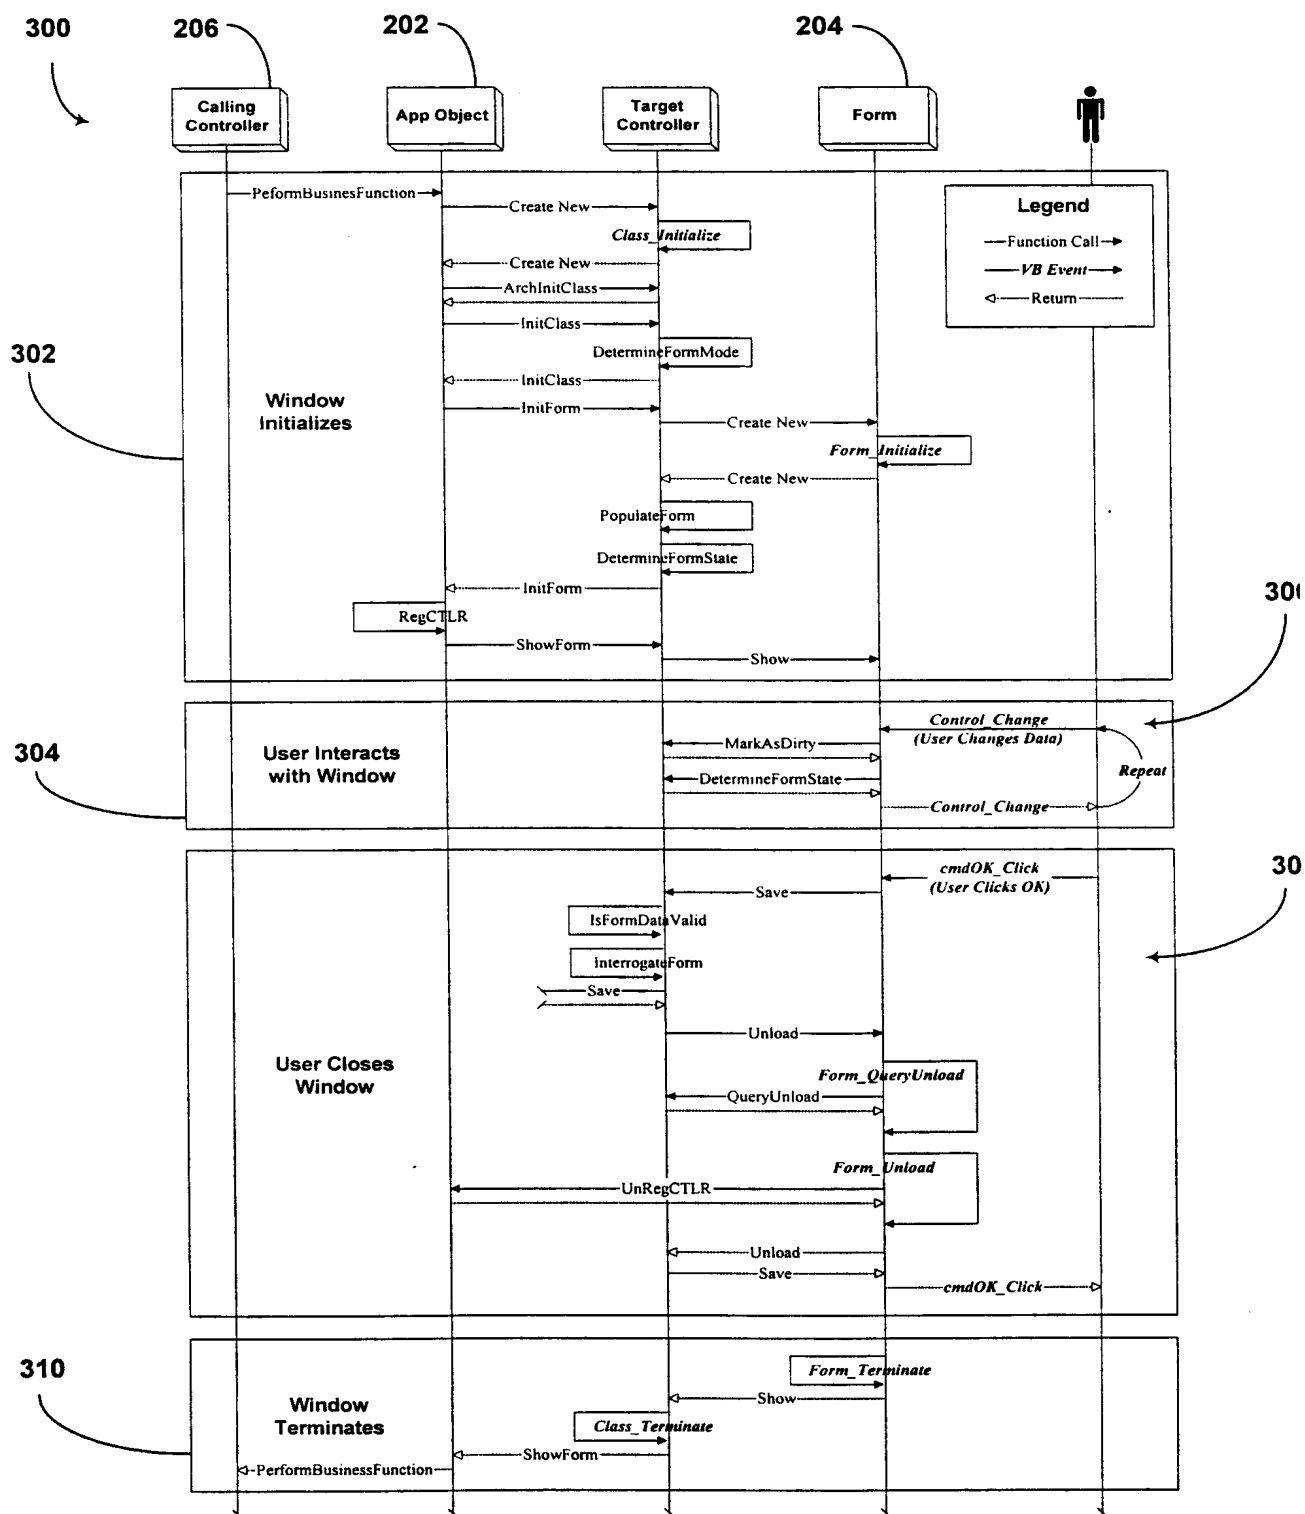 300
206
202
204
Calling
Controller
App Object
Target
Controller
Form
PeformBusinesFunction
Create New
Legend
Class_Initialize
Function Call
Create New
VB Event
ArchInitClass
Return
InitClass
302
DetermineFormMode
InitClass
Window
Initializes
InitForm
Create New
Form_Initialize
Create New
PopulateForm
DetermineFormState
InitForm
RegCTLR
ShowForm
Show
304
User Interacts
with Window
Control_Change
(User Changes Data)
MarkAsDirty
Repeat
DetermineFormState
Control_Change
30
cmdOK_Click
(User Clicks OK)
Save
IsFormDataValid
InterrogateForm
Save
Unload
User Closes
Window
Form_QueryUnload
QueryUnload
Form_Unload
UnRegCTLR
Unload
Save
cmdOK_Click
310
Form_Terminate
Window
Terminates
Show
Class_Terminate
ShowForm
PerformBusinessFunction